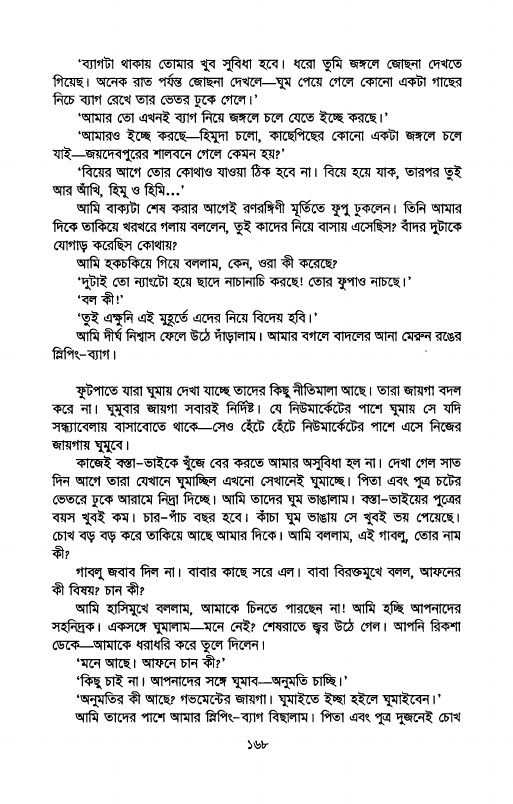 ‘ব্যাগটা থাকায় তোমার খুব সুবিধা হবে। ধরো তুমি জঙ্গলে জোছনা দেখতে
গিয়েছ। অনেক রাত পর্যন্ত জোছনা দেখলে—ঘুম পেয়ে গেলে কোনো একটা গাছের
নিচে ব্যাগ রেখে তার ভেতর ঢুকে গেলে।’
‘আমার তো এখনই ব্যাগ নিয়ে জঙ্গলে চলে যেতে ইচ্ছে করছে।’
‘আমারও ইচ্ছে করছে—হিমুদা চলো, কাছেপিছের কোনো একটা জঙ্গলে চলে
যাই—জয়দেবপুরের শালবনে গেলে কেমন হয়?’
‘বিয়ের আগে তোর কোথাও যাওয়া ঠিক হবে না। বিয়ে হয়ে যাক, তারপর তুই
আর আঁখি, হিমু ও হিমি...’
আমি বাক্যটা শেষ করার আগেই রণরঙ্গিণী মূর্তিতে ফুপু ঢুকলেন। তিনি আমার
দিকে তাকিয়ে খরখরে গলায় বললেন, তুই কাদের নিয়ে বাসায় এসেছিস? বাঁদর দুটাকে
যোগাড় করেছিস কোথায়?
আমি হকচকিয়ে গিয়ে বললাম, কেন, ওরা কী করেছে?
‘দুটাই তো ন্যাংটো হয়ে ছাদে নাচানাচি করছে! তোর ফুপাও নাচছে।’
‘বল কী!’
‘তুই এক্ষুনি এই মুহূর্তে এদের নিয়ে বিদেয় হবি।’
আমি দীর্ঘ নিশ্বাস ফেলে উঠে দাঁড়ালাম। আমার বগলে বাদলের আনা মেরুন রঙের
স্লিপিং-ব্যাগ।
ফুটপাতে যারা ঘুমায় দেখা যাচ্ছে তাদের কিছু নীতিমালা আছে। তারা জায়গা বদল
করে না। ঘুমুবার জায়গা সবারই নির্দিষ্ট। যে নিউমার্কেটের পাশে ঘুমায় সে যদি
সন্ধ্যাবেলায় বাসাবোতে থাকে—সেও হেঁটে হেঁটে নিউমার্কেটের পাশে এসে নিজের
জায়গায় ঘুমুবে।
কাজেই বস্তা-ভাইকে খুঁজে বের করতে আমার অসুবিধা হল না। দেখা গেল সাত
দিন আগে তারা যেখানে ঘুমাচ্ছিল এখনো সেখানেই ঘুমাচ্ছে। পিতা এবং পুত্র চটের
ভেতরে ঢুকে আরামে নিদ্রা দিচ্ছে। আমি তাদের ঘুম ভাঙালাম। বস্তা-ভাইয়ের পুত্রের
বয়স খুবই কম। চার-পাঁচ বছর হবে। কাঁচা ঘুম ভাঙায় সে খুবই ভয় পেয়েছে।
চোখ বড় বড় করে তাকিয়ে আছে আমার দিকে। আমি বললাম, এই গাবলু, তোর নাম
কী?
গাবলু জবাব দিল না। বাবার কাছে সরে এল। বাবা বিরক্তমুখে বলল, আফনের
কী বিষয়? চান কী?
আমি হাসিমুখে বললাম, আমাকে চিনতে পারছেন না! আমি হচ্ছি আপনাদের
সহনিদ্রক। একসঙ্গে ঘুমালাম—মনে নেই? শেষরাতে জ্বর উঠে গেল। আপনি রিকশা
ডেকে—আমাকে ধরাধরি করে তুলে দিলেন।
‘মনে আছে। আফনে চান কী?’
‘কিছু চাই না। আপনাদের সঙ্গে ঘুমাব—অনুমতি চাচ্ছি।’
‘অনুমতির কী আছে? গভমেন্টের জায়গা। ঘুমাইতে ইচ্ছা হইলে ঘুমাইবেন।’
আমি তাদের পাশে আমার স্লিপিং-ব্যাগ বিছালাম। পিতা এবং পুত্র দুজনেই চোখ
১৬৮